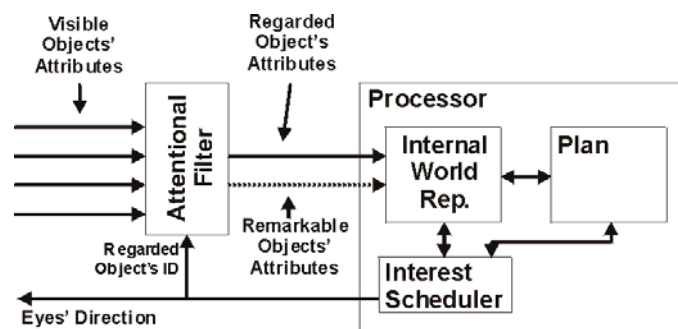 Visible
Objects'
Attributes
Regarded
Object's
Attributes
Attentional
Filter
Processor
Internal
World
Rep.
Plan
Remarkable
Objects'
Attributes
Regarded
Object's ID
Interest
Scheduler
Eyes' Direction